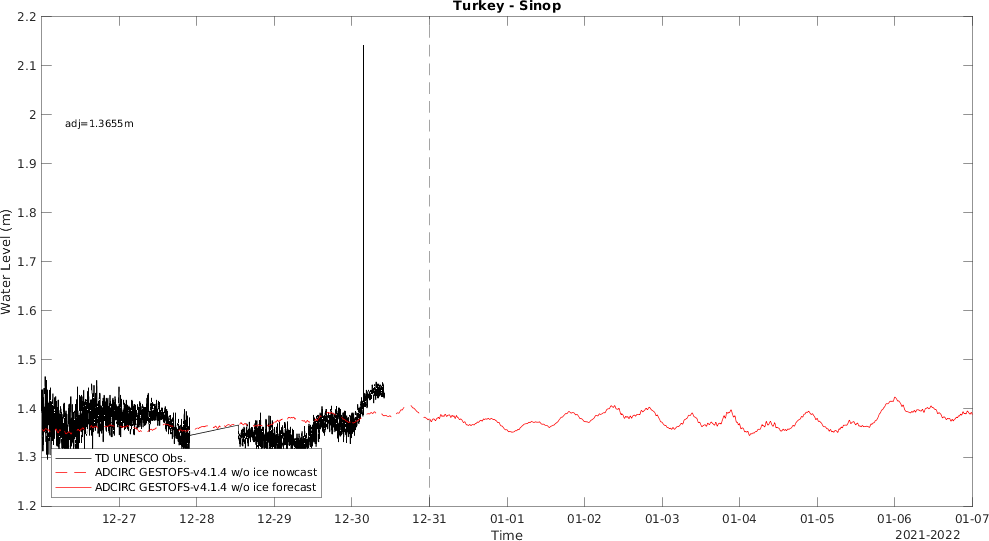 Turkey - Sinop
2.2
2.1
2
1.9
1.8
1.7
1.6
1.5
1.4
1.3
1.2
Water Level (m)
adj=1.3655m
TD UNESCO Obs.
ADCIRC GESTOFS-v4.1.4 w/o ice nowcast
ADCIRC GESTOFS-v4.1.4 w/o ice forecast
12-27 12-28 12-29 12-30 12-31 01-01 01-02 01-03 01-04 01-05 01-06 01-07
Time
2021-2022